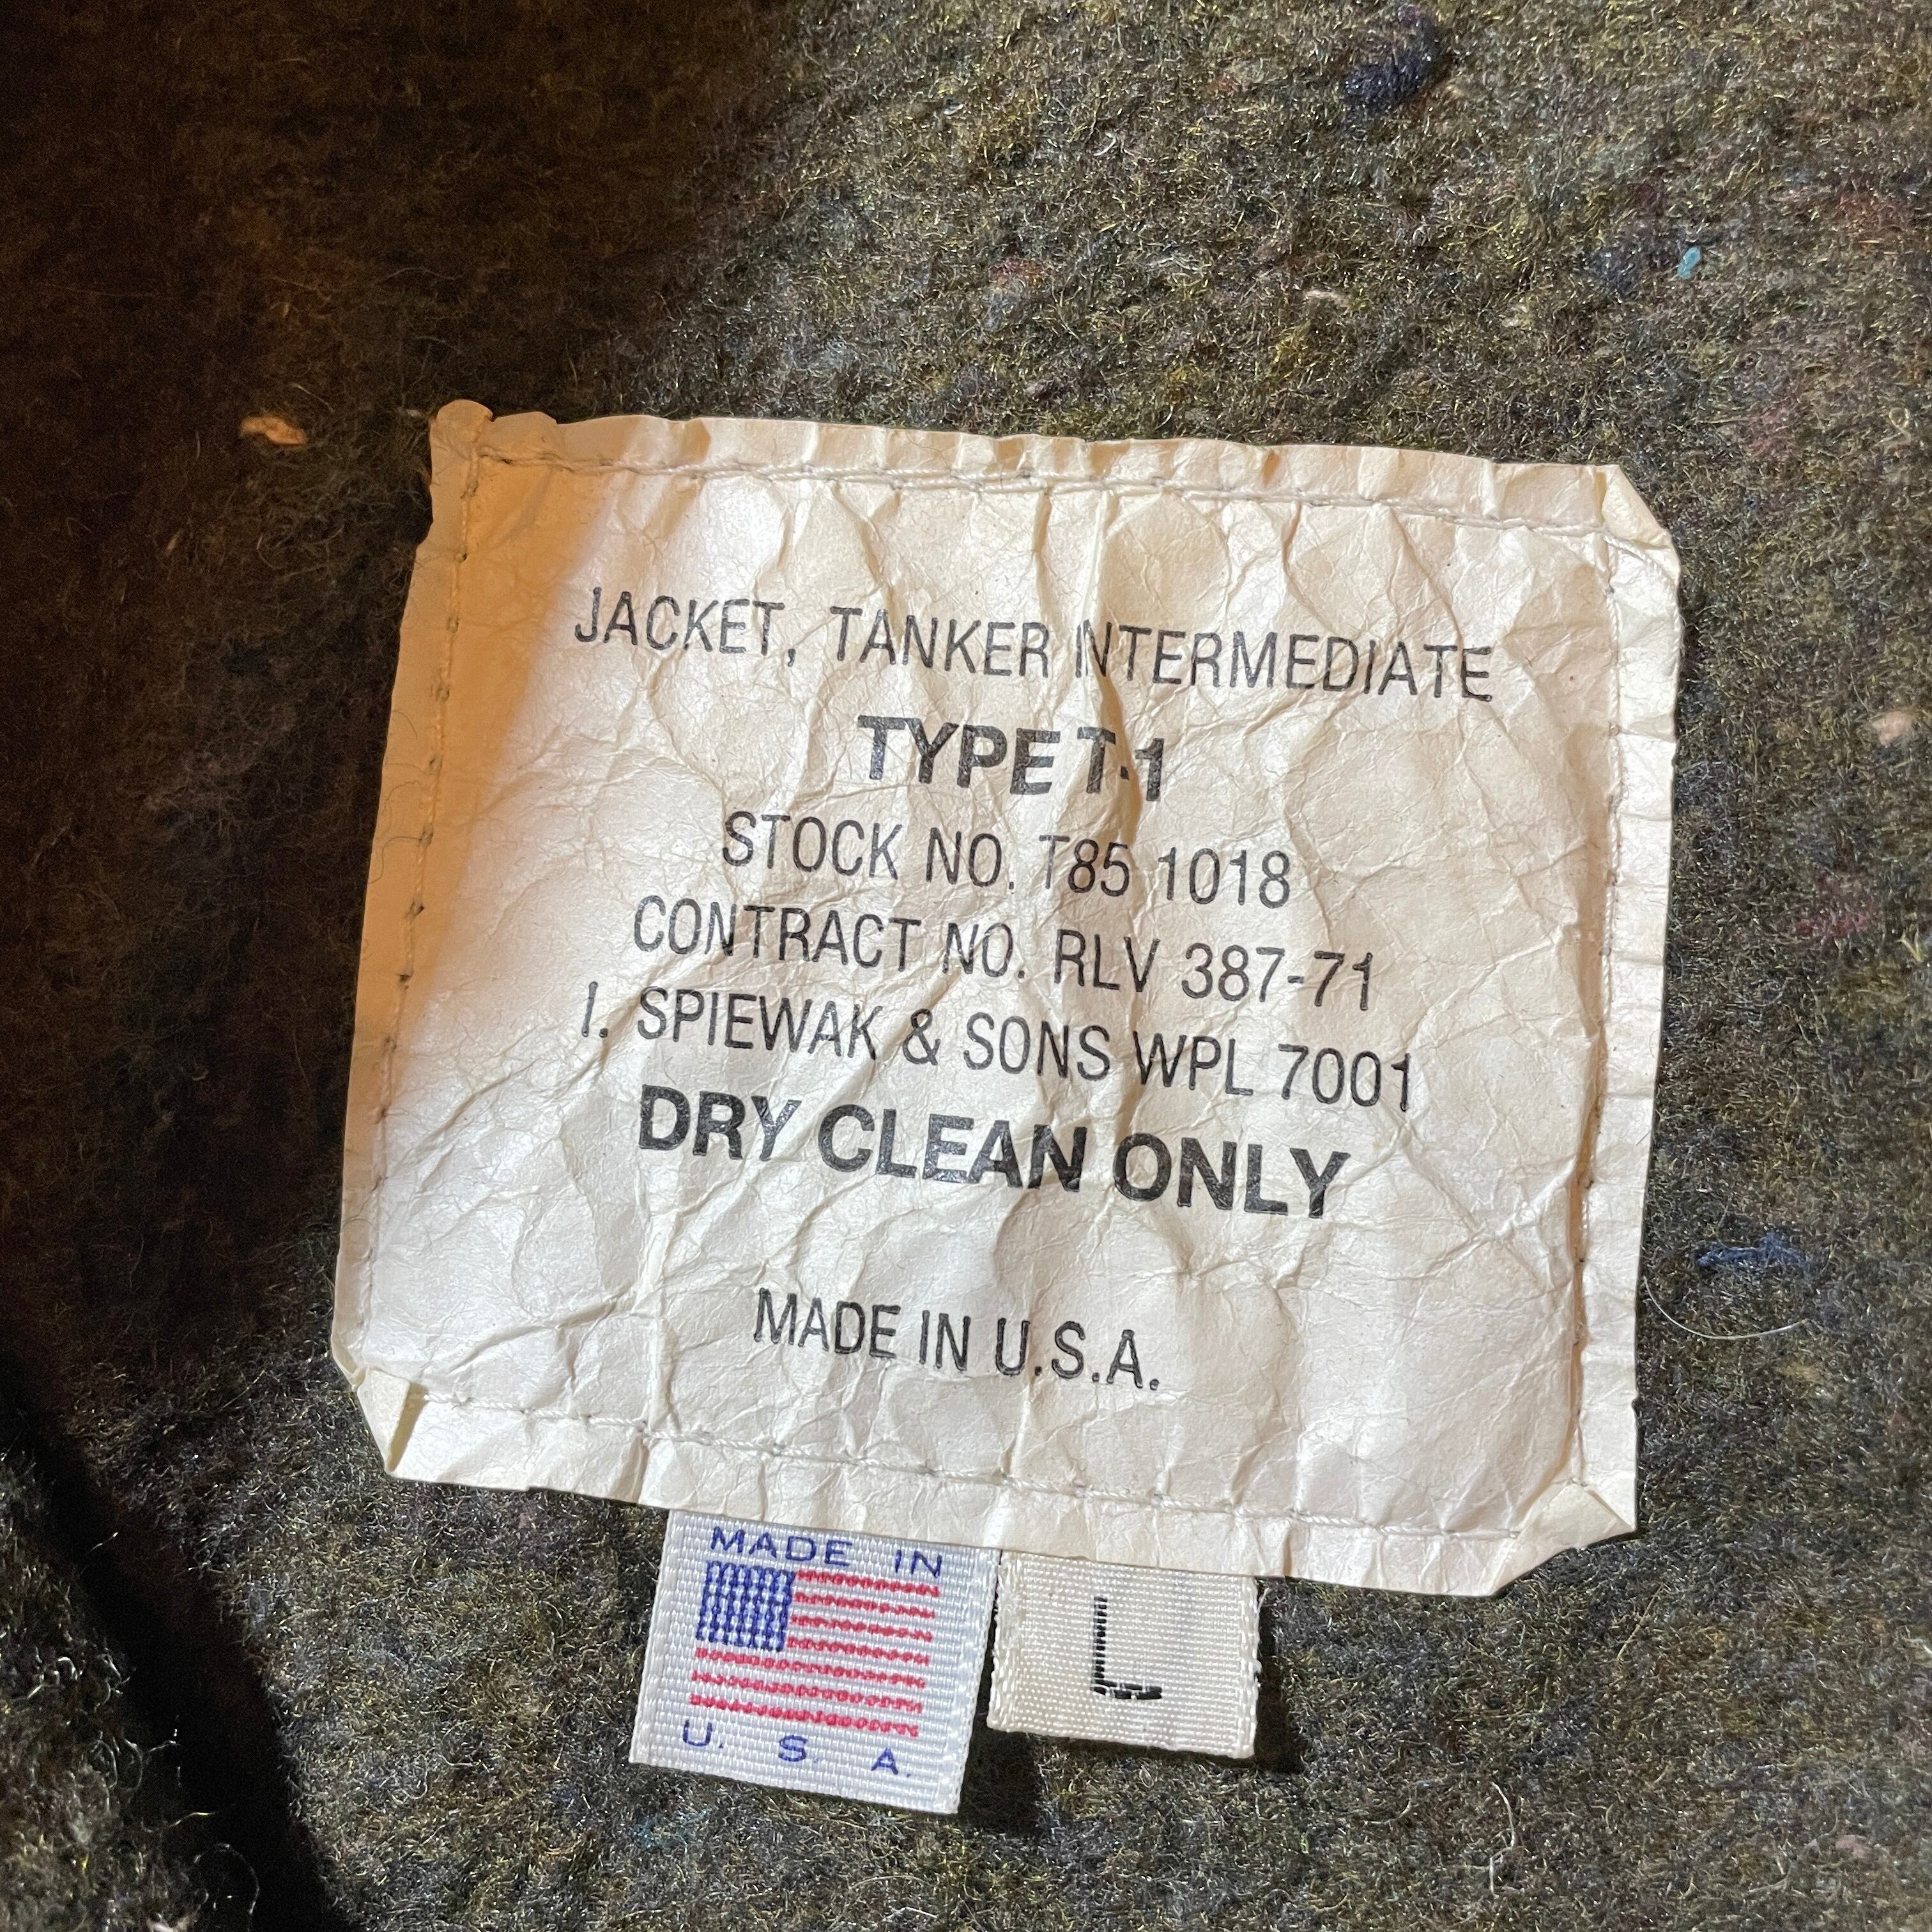 JACKET, TANKER INTERMEDIATE
TYPE T-1
STOCK NO. T85 1018
CONTRACT NO. RLV 387-71
I. SPIEWAK & SONS WPL 7001
DRY CLEAN ONLY
MADE IN U.S.A.
MADE IN
U. S. A.
L